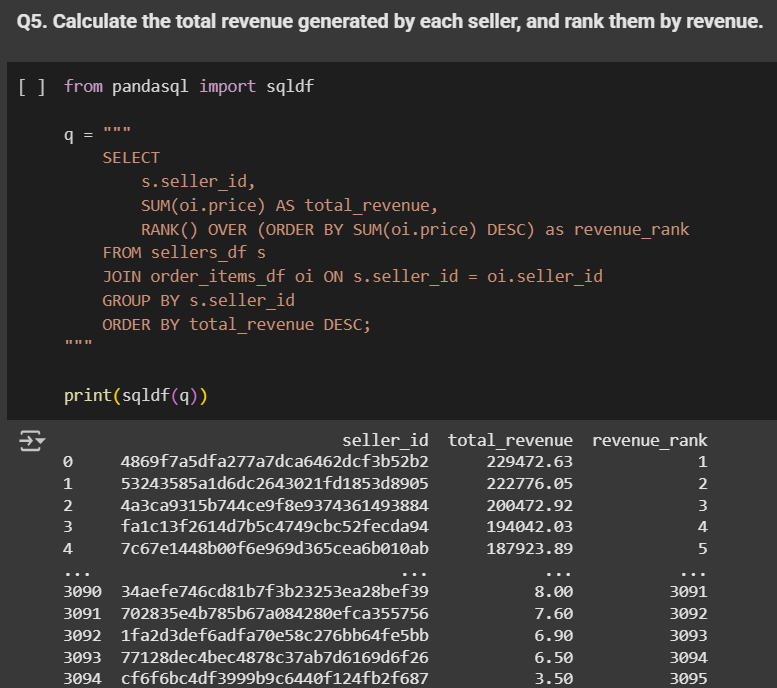 Q5. Calculate the total revenue generated by each seller, and rank them by revenue.
[ ] from pandasql import sqldf
q = """
SELECT
s.seller_id,
SUM(oi.price) AS total_revenue,
RANK() OVER (ORDER BY SUM(oi.price) DESC) as revenue_rank
FROM sellers_df s
JOIN order_items_df oi ON s.seller_id = oi.seller_id
GROUP BY s.seller_id
ORDER BY total_revenue DESC;
"""
print(sqldf(q))
seller_id total_revenue revenue_rank
0 4869f7a5dfa277a7dca6462dcf3b52b2 229472.63 1
1 53243585a1d6dc2643021fd1853d8905 222776.05 2
2 4a3ca9315b744ce9f8e9374361493884 200472.92 3
3 fa1c13f2614d7b5c4749cbc52fecda94 194042.03 4
4 7c67e1448b00f6e969d365cea6b010ab 187923.89 5
... ... ... ...
3090 34aefe746cd81b7f3b23253ea28bef39 8.00 3091
3091 702835e4b785b67a084280efca355756 7.60 3092
3092 1fa2d3def6adfa70e58c276bb64fe5bb 6.90 3093
3093 77128dec4bec4878c37ab7d6169d6f26 6.50 3094
3094 cf6f6bc4df3999b9c6440f124fb2f687 3.50 3095